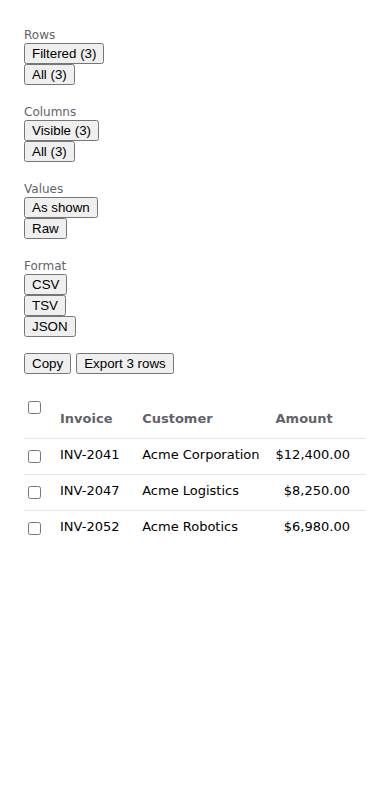 Rows
Filtered (3)
All (3)
Columns
Visible (3)
All (3)
Values
As shown
Raw
Format
CSV
TSV
JSON
Copy Export 3 rows
Invoice Customer Amount
INV-2041 Acme Corporation $12,400.00
INV-2047 Acme Logistics $8,250.00
INV-2052 Acme Robotics $6,980.00